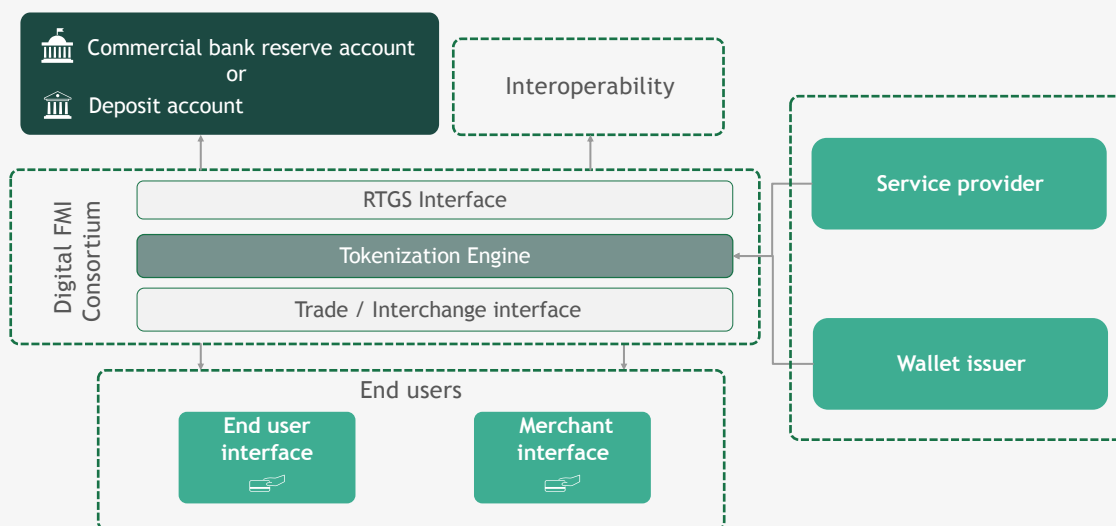 Commercial bank reserve account
or
Deposit account
Interoperability
Digital FMI
Consortium
RTGS Interface
Tokenization Engine
Trade / Interchange interface
Service provider
Wallet issuer
End users
End user
interface
Merchant
interface